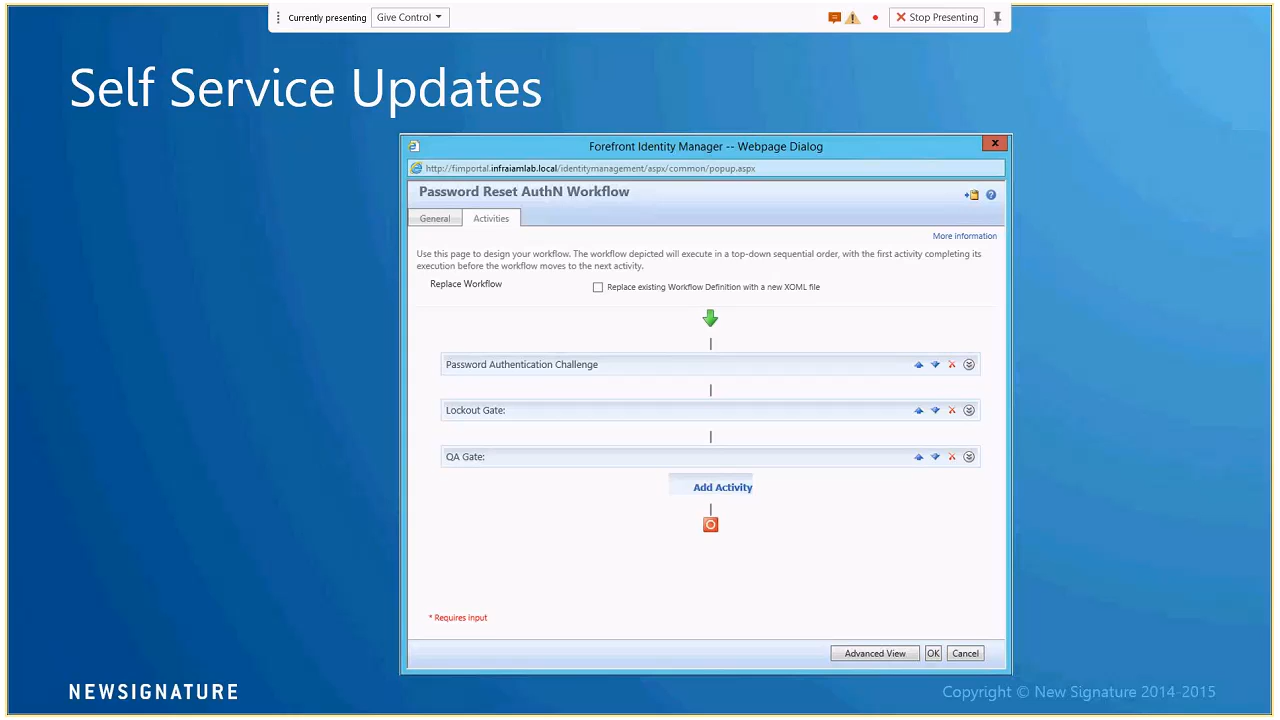 Currently presenting
Give Control
Stop Presenting
Self Service Updates
Forefront Identity Manager -- Webpage Dialog
x
http://fimportal.infraiamlab.local/identitymanagement/aspx/common/popup.aspx
Password Reset AuthN Workflow
General
Activities
More information
Use this page to design your workflow. The workflow depicted will execute in a top-down sequential order, with the first activity completing its
execution before the workflow moves to the next activity.
Replace Workflow
Replace existing Workflow Definition with a new XOML file
Password Authentication Challenge
Lockout Gate:
QA Gate:
Add Activity
* Requires input
Advanced View
OK
Cancel
NEWSIGNATURE
Copyright © New Signature 2014-2015